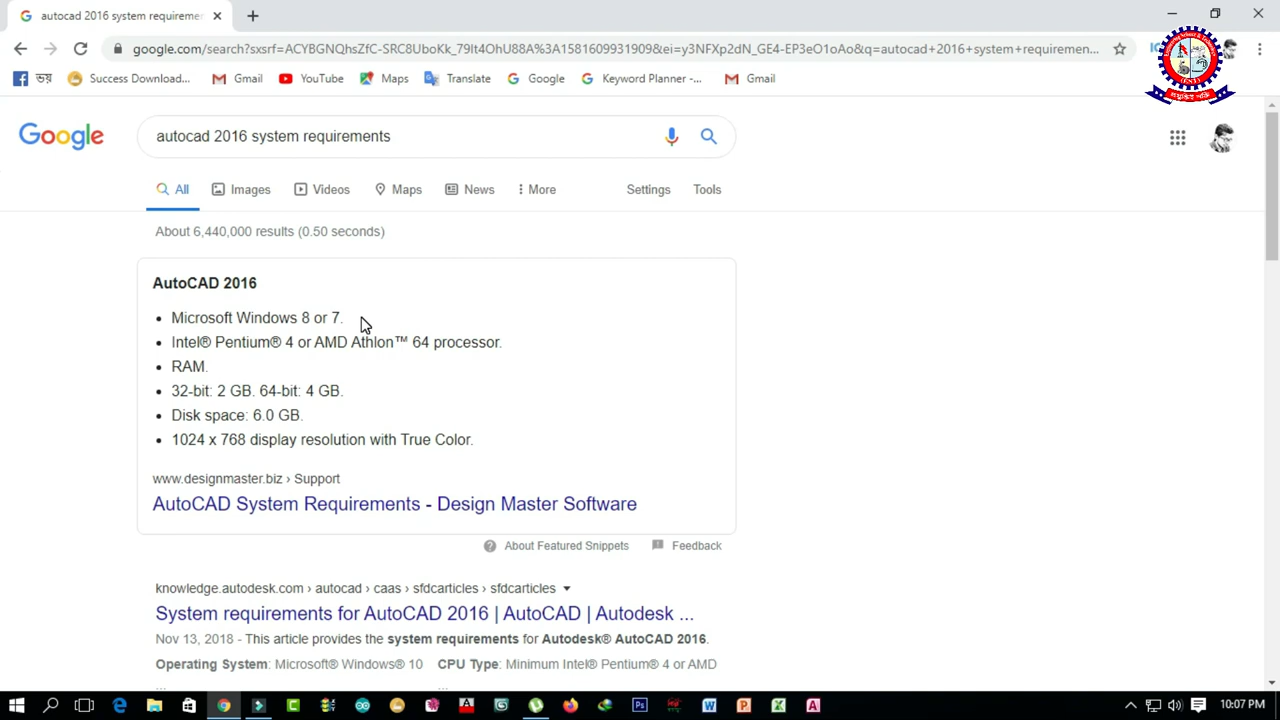 autocad 2016 system requireme
google.com/search?sxsrf=ACYBGNQhsZfC-SRC8UboKk_79lt4OhU88A%3A1581609931909&ei=y3NFXp2dN_GE4-EP3eO1oAo&q=autocad+2016+system+requiremen...
ভয়
Success Download...
Gmail
YouTube
Maps
Translate
Google
Keyword Planner -...
Gmail
(EST)
Google
autocad 2016 system requirements
All
Images
Videos
Maps
News
More
Settings
Tools
About 6,440,000 results (0.50 seconds)
AutoCAD 2016
• Microsoft Windows 8 or 7.
• Intel® Pentium® 4 or AMD Athlon™ 64 processor.
• RAM.
• 32-bit: 2 GB. 64-bit: 4 GB.
• Disk space: 6.0 GB.
• 1024 x 768 display resolution with True Color.
www.designmaster.biz › Support
AutoCAD System Requirements - Design Master Software
About Featured Snippets
Feedback
knowledge.autodesk.com › autocad › caas › sfdcarticles › sfdcarticles
System requirements for AutoCAD 2016 | AutoCAD | Autodesk ...
Nov 13, 2018 - This article provides the system requirements for Autodesk® AutoCAD 2016.
Operating System: Microsoft® Windows® 10 CPU Type: Minimum Intel® Pentium® 4 or AMD
... ...
10:07 PM